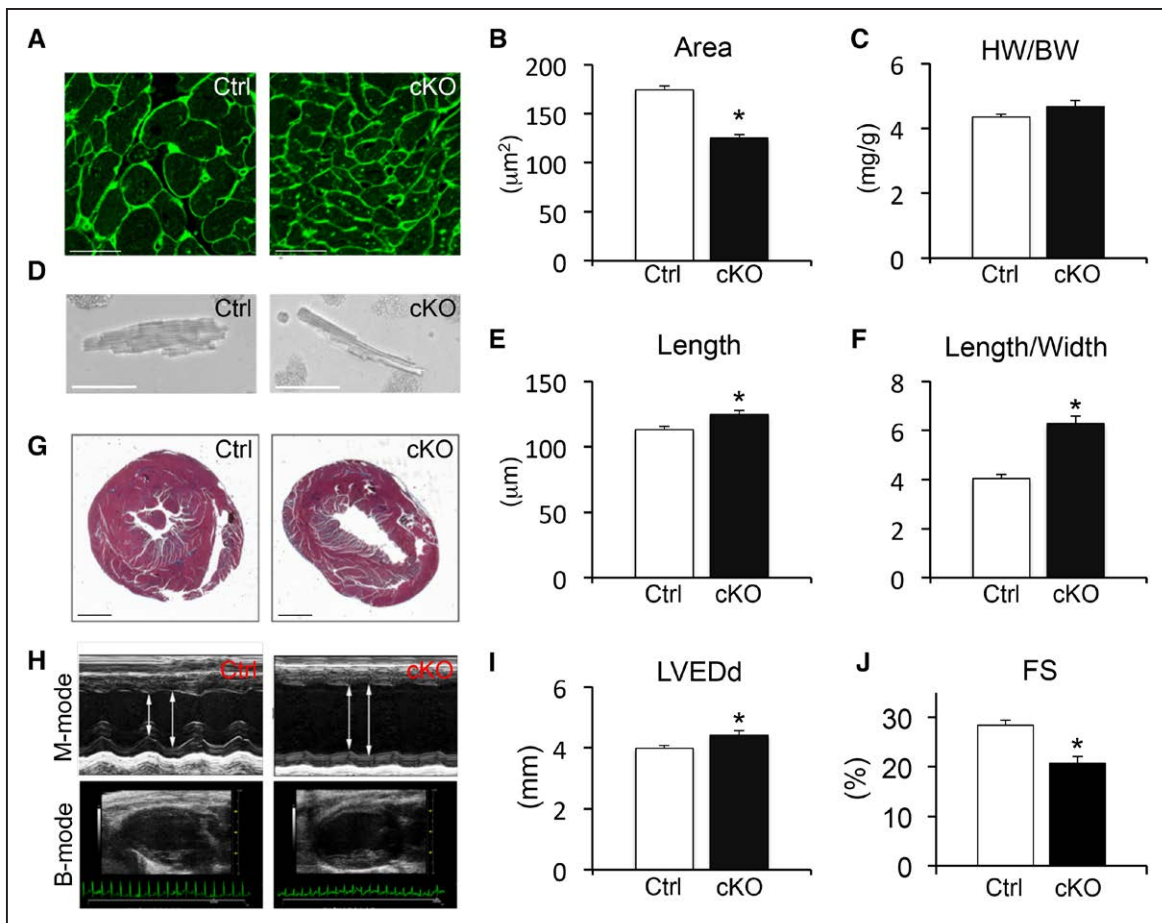 A
Ctrl
cKO
B
Area
200
150
100
50
0
(μm²)
*
Ctrl
cKO
C
HW/BW
6
4
2
0
(mg/g)
Ctrl
cKO
D
Ctrl
cKO
E
Length
150
100
50
0
(μm)
*
Ctrl
cKO
F
Length/Width
8
6
4
2
0
*
Ctrl
cKO
G
Ctrl
cKO
H
M-mode
Ctrl
cKO
B-mode
I
LVEDd
6
4
2
0
(mm)
*
Ctrl
cKO
J
FS
30
20
10
0
(%)
*
Ctrl
cKO